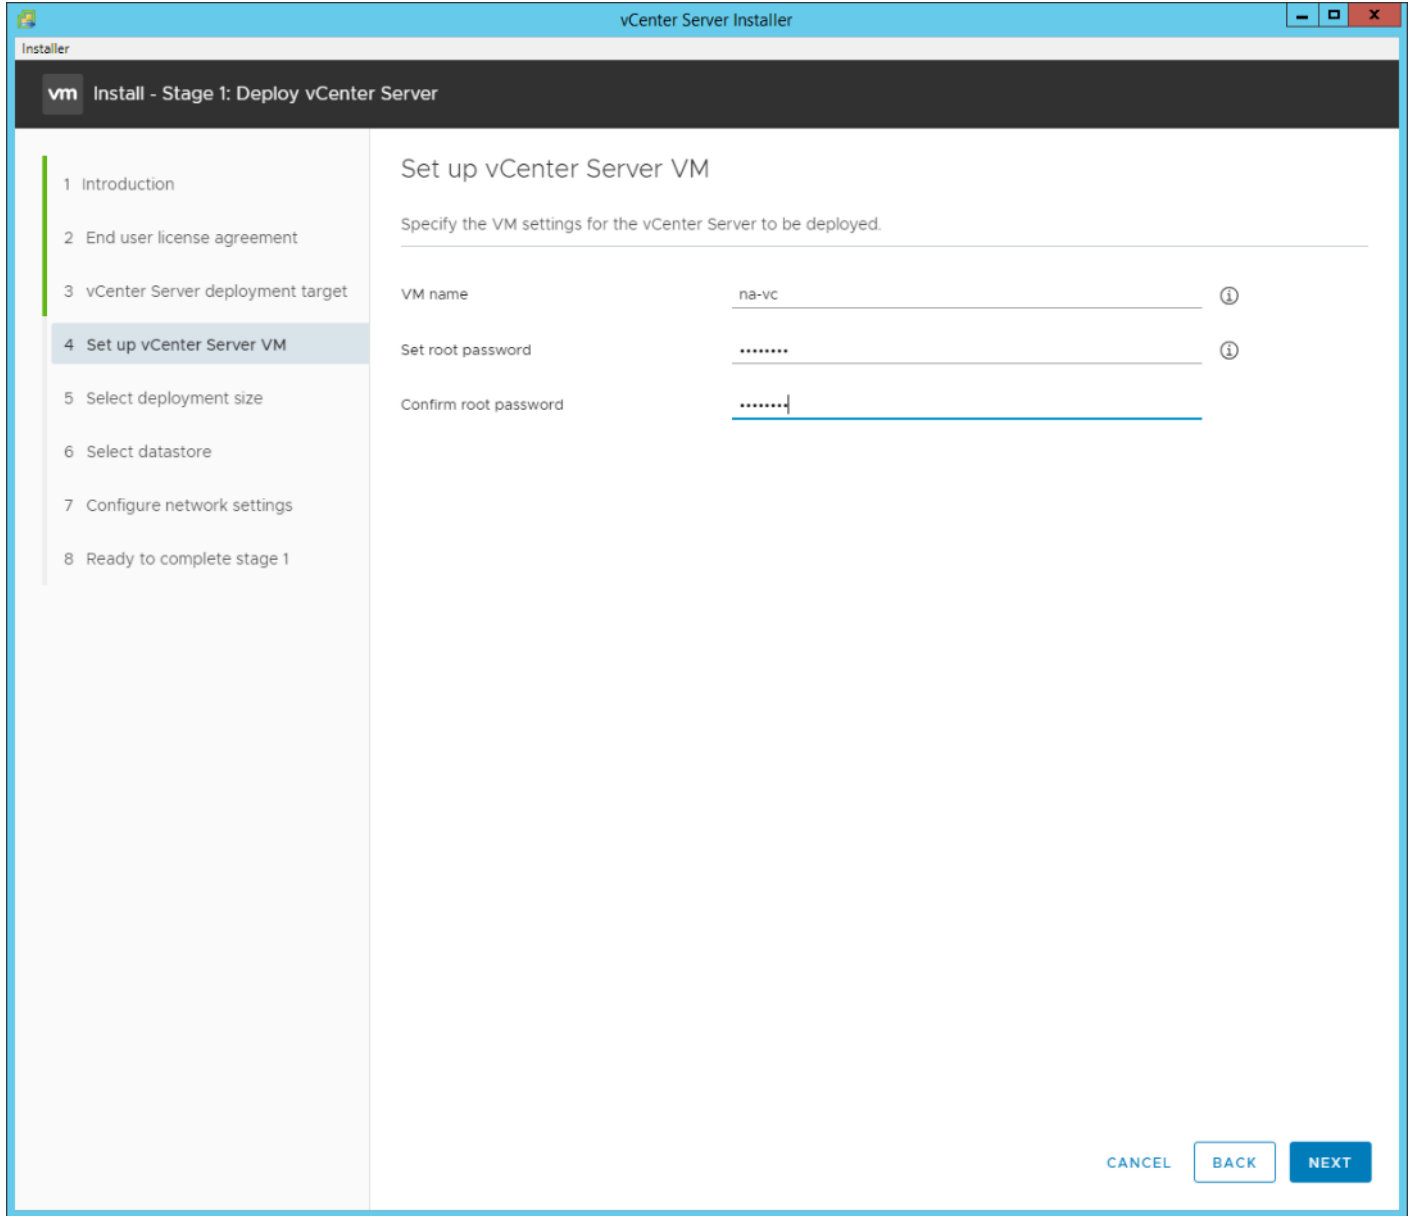 vCenter Server Installer
Installer
vm Install - Stage 1: Deploy vCenter Server
1 Introduction
2 End user license agreement
3 vCenter Server deployment target
4 Set up vCenter Server VM
5 Select deployment size
6 Select datastore
7 Configure network settings
8 Ready to complete stage 1
Set up vCenter Server VM
Specify the VM settings for the vCenter Server to be deployed.
VM name na-vc
Set root password ••••••••
Confirm root password ••••••••
CANCEL BACK NEXT